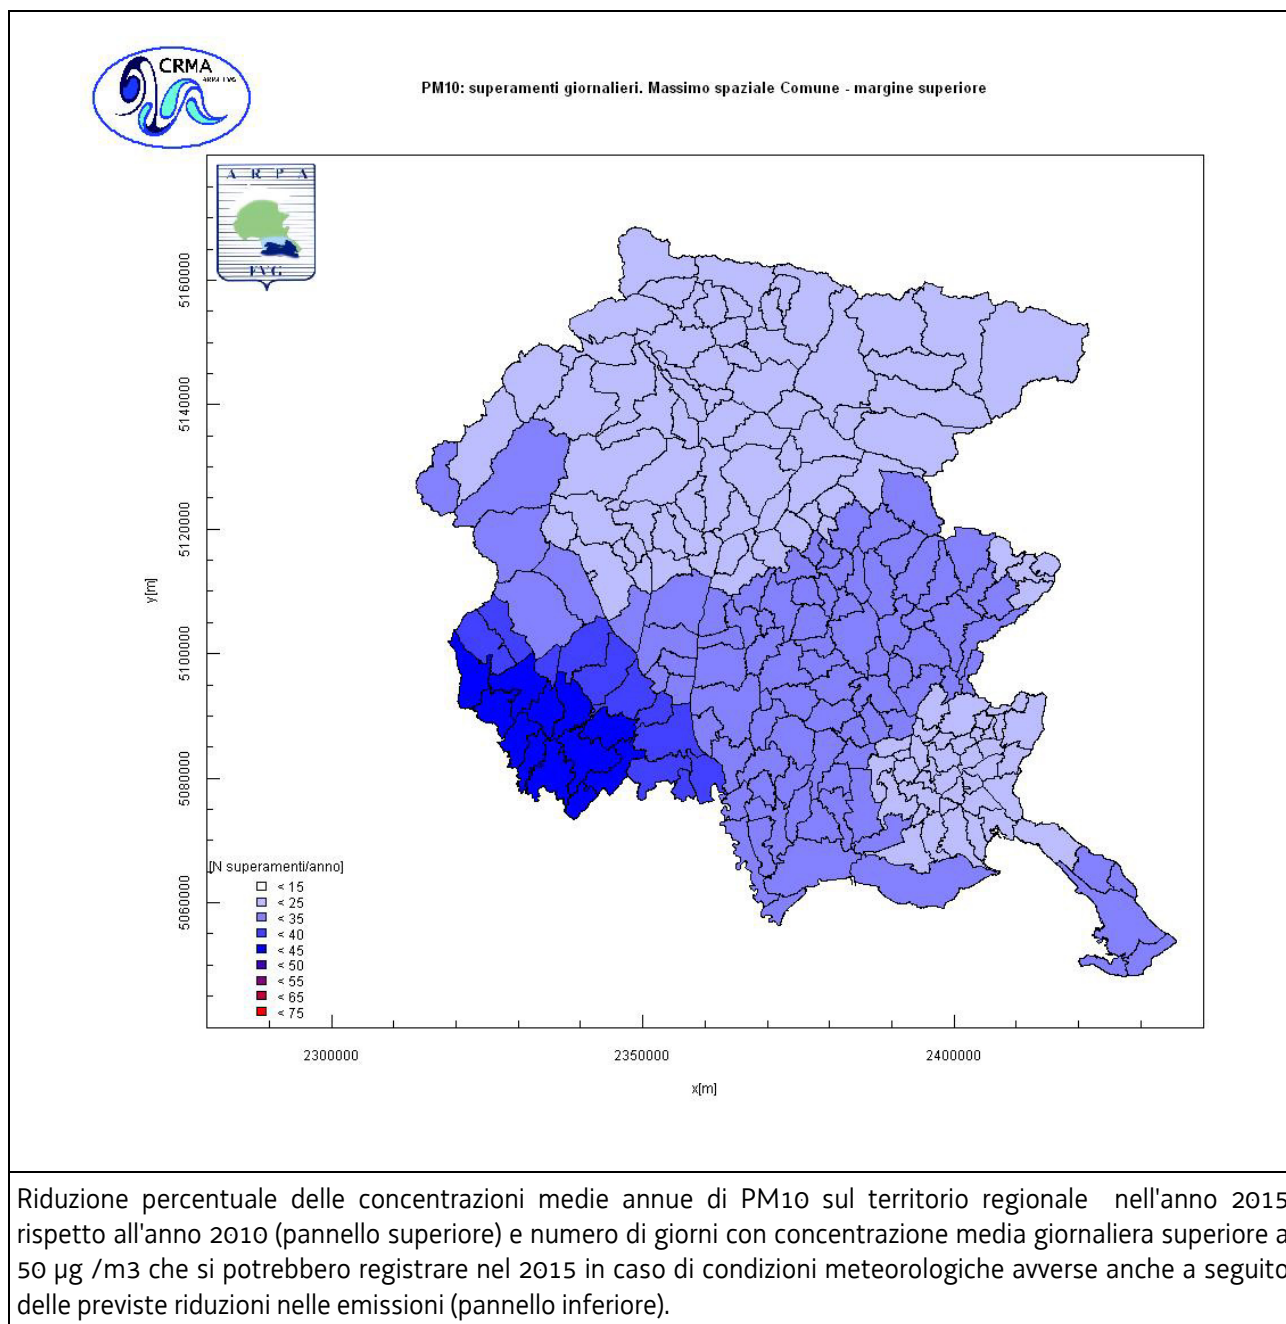 CRMA
ARPA FVG
PM10: superamenti giornalieri. Massimo spaziale Comune - margine superiore
A R P A
FVG
5160000
5140000
5120000
5100000
5080000
5060000
y[m]
[N superamenti/anno]
< 15
< 25
< 35
< 40
< 45
< 50
< 55
< 65
< 75
2300000
2350000
2400000
x[m]
Riduzione percentuale delle concentrazioni medie annue di PM10 sul territorio regionale nell'anno 2015
rispetto all'anno 2010 (pannello superiore) e numero di giorni con concentrazione media giornaliera superiore a
50 µg /m3 che si potrebbero registrare nel 2015 in caso di condizioni meteorologiche avverse anche a seguito
delle previste riduzioni nelle emissioni (pannello inferiore).